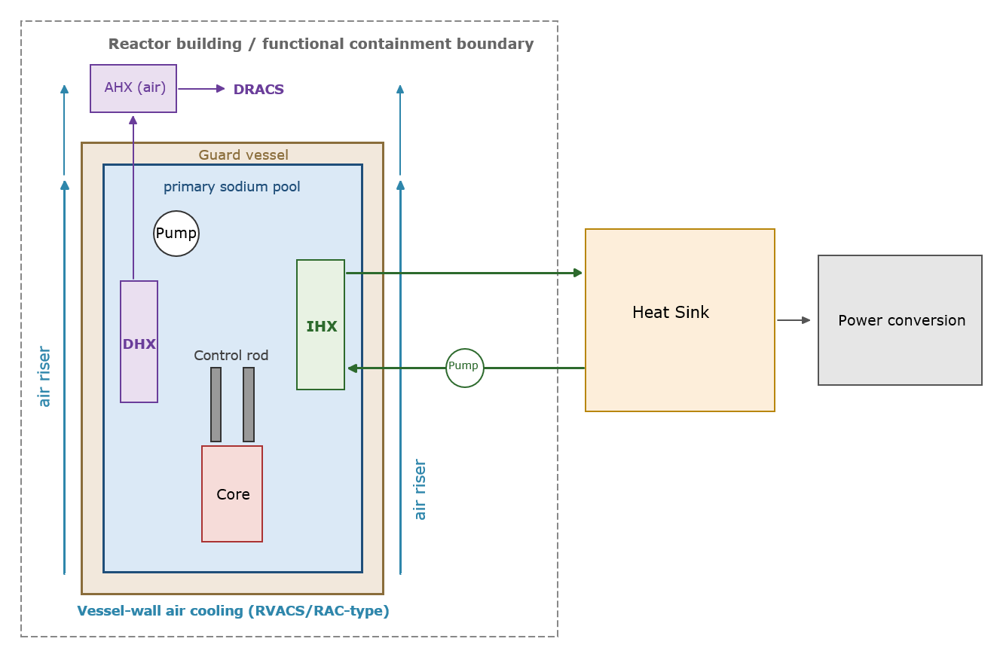 Reactor building / functional containment boundary
AHX (air)
DRACS
Guard vessel
primary sodium pool
Pump
IHX
DHX
Control rod
Core
air riser
air riser
Pump
Heat Sink
Power conversion
Vessel-wall air cooling (RVACS/RAC-type)